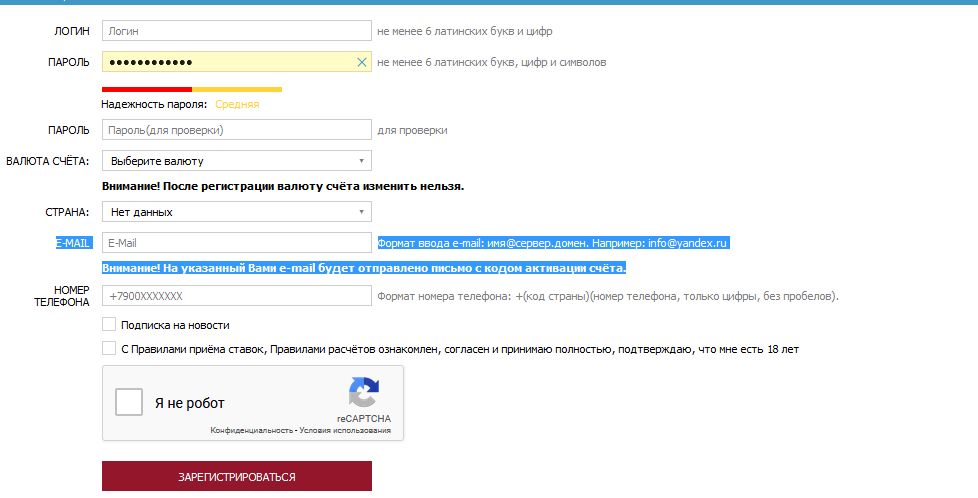 ЛОГИН Логин не менее 6 латинских букв и цифр
ПАРОЛЬ ●●●●●●●●●●●● не менее 6 латинских букв, цифр и символов
Надежность пароля: Средняя
ПАРОЛЬ Пароль(для проверки) для проверки
ВАЛЮТА СЧЁТА: Выберите валюту
Внимание! После регистрации валюту счёта изменить нельзя.
СТРАНА: Нет данных
E-MAIL E-Mail Формат ввода e-mail: имя@сервер.домен. Например: info@yandex.ru
Внимание! На указанный Вами e-mail будет отправлено письмо с кодом активации счёта.
НОМЕР
ТЕЛЕФОНА +7900XXXXXXX Формат номера телефона: +(код страны)(номер телефона, только цифры, без пробелов).
Подписка на новости
С Правилами приёма ставок, Правилами расчётов ознакомлен, согласен и принимаю полностью, подтверждаю, что мне есть 18 лет
Я не робот
reCAPTCHA
Конфиденциальность - Условия использования
ЗАРЕГИСТРИРОВАТЬСЯ